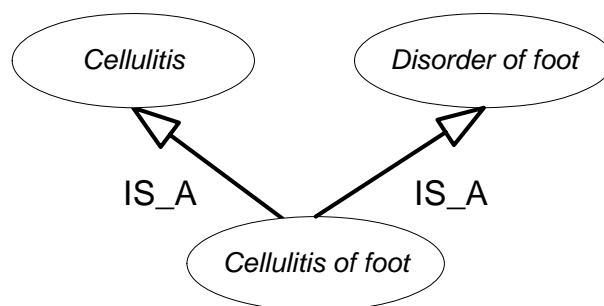 Cellulitis
Disorder of foot
IS_A
IS_A
Cellulitis of foot